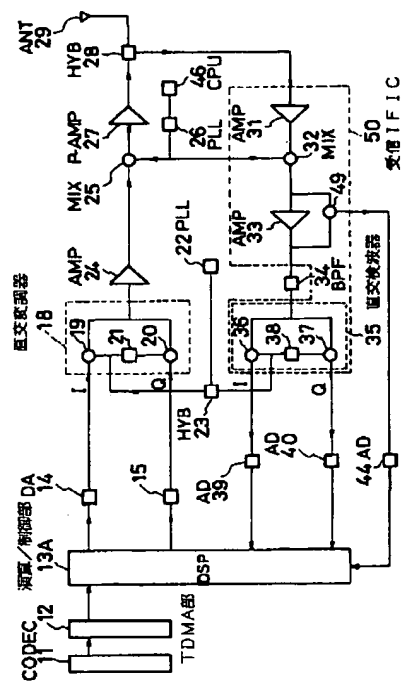 CODEC
11
12
TDMA部
演算/制御部
13A
DSP
DA
14
15
直交変調器
18
19
I
21
20
Q
AMP
24
MIX
25
P-AMP
27
HYB
28
ANT
29
46
CPU
26
PLL
22 PLL
HYB
23
AMP
31
32
MIX
50
受信IFIC
AMP
33
49
34
BPF
直交検波器
35
36
I
38
37
Q
AD
39
AD
40
44 AD